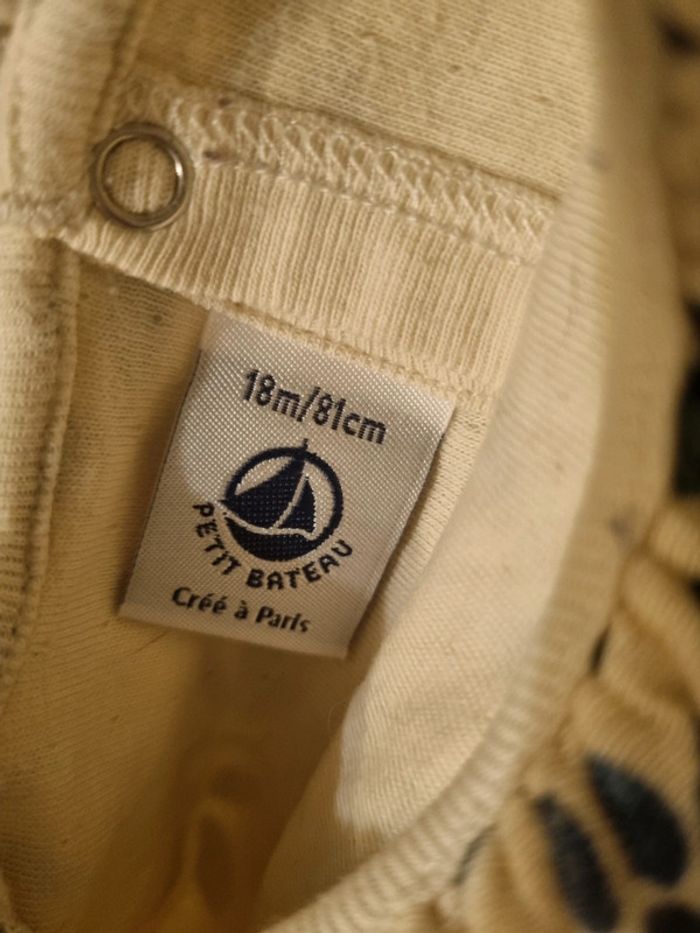 18m/81cm
PETIT BATEAU
Créé à Paris